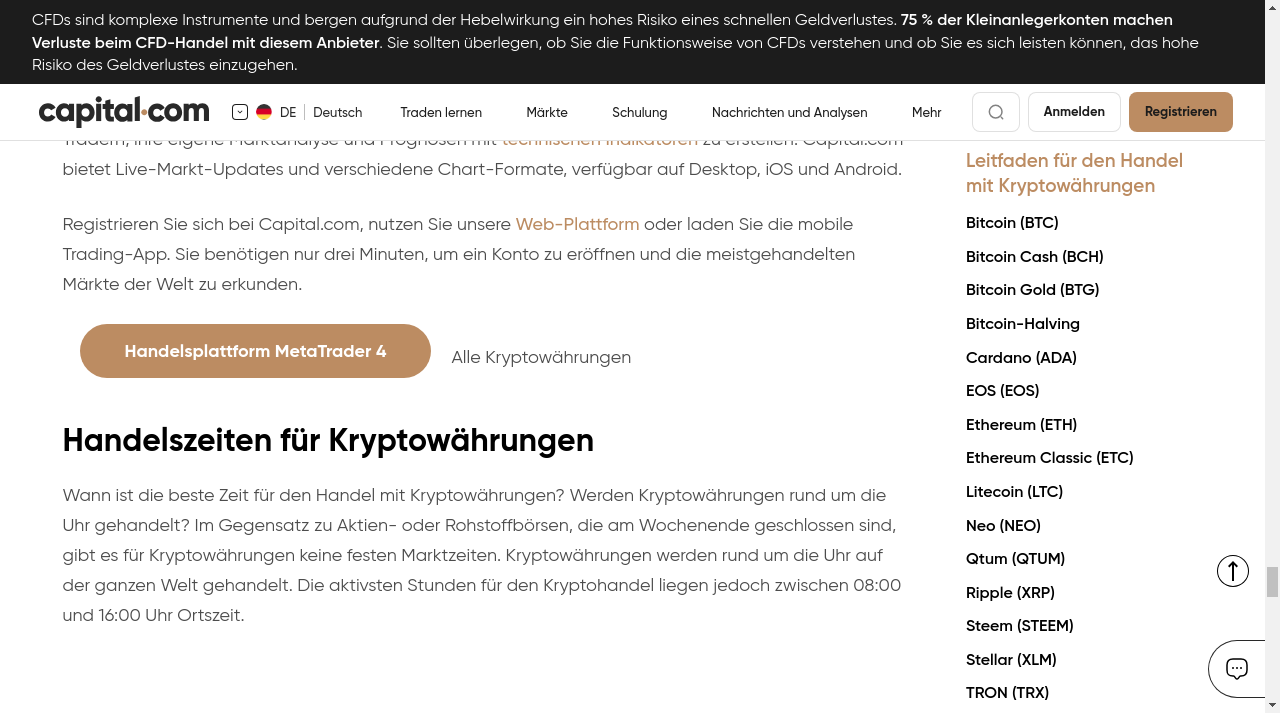 CFDs sind komplexe Instrumente und bergen aufgrund der Hebelwirkung ein hohes Risiko eines schnellen Geldverlustes. 75 % der Kleinanlegerkonten machen
Verluste beim CFD-Handel mit diesem Anbieter. Sie sollten überlegen, ob Sie die Funktionsweise von CFDs verstehen und ob Sie es sich leisten können, das hohe
Risiko des Geldverlustes einzugehen.
capital.com
DE Deutsch
Traden lernen
Märkte
Schulung
Nachrichten und Analysen
Mehr
Anmelden
Registrieren
Tradern, ihre eigene Marktanalyse und Prognosen mit technischen Indikatoren zu erstellen. Capital.com
bietet Live-Markt-Updates und verschiedene Chart-Formate, verfügbar auf Desktop, iOS und Android.
Registrieren Sie sich bei Capital.com, nutzen Sie unsere Web-Plattform oder laden Sie die mobile
Trading-App. Sie benötigen nur drei Minuten, um ein Konto zu eröffnen und die meistgehandelten
Märkte der Welt zu erkunden.
Handelsplattform MetaTrader 4
Alle Kryptowährungen
Handelszeiten für Kryptowährungen
Wann ist die beste Zeit für den Handel mit Kryptowährungen? Werden Kryptowährungen rund um die
Uhr gehandelt? Im Gegensatz zu Aktien- oder Rohstoffbörsen, die am Wochenende geschlossen sind,
gibt es für Kryptowährungen keine festen Marktzeiten. Kryptowährungen werden rund um die Uhr auf
der ganzen Welt gehandelt. Die aktivsten Stunden für den Kryptohandel liegen jedoch zwischen 08:00
und 16:00 Uhr Ortszeit.
Leitfaden für den Handel
mit Kryptowährungen
Bitcoin (BTC)
Bitcoin Cash (BCH)
Bitcoin Gold (BTG)
Bitcoin-Halving
Cardano (ADA)
EOS (EOS)
Ethereum (ETH)
Ethereum Classic (ETC)
Litecoin (LTC)
Neo (NEO)
Qtum (QTUM)
Ripple (XRP)
Steem (STEEM)
Stellar (XLM)
TRON (TRX)